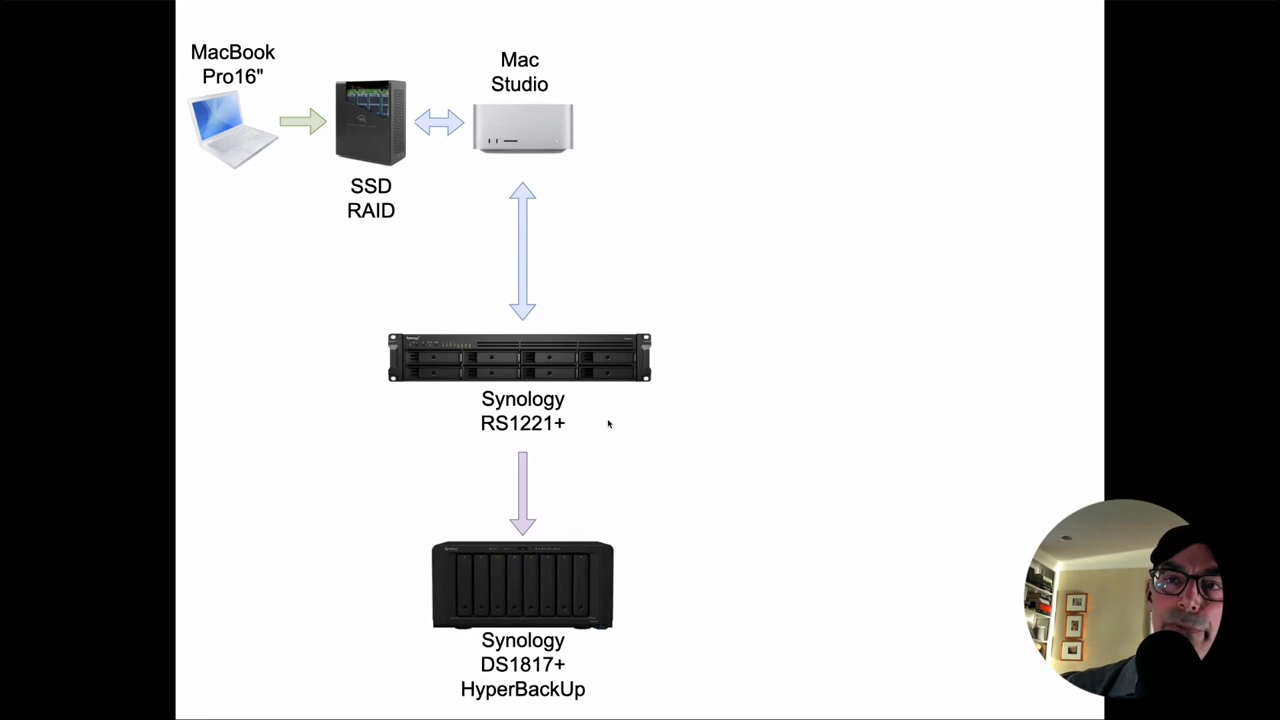 MacBook
Pro16"
Mac
Studio
SSD
RAID
Synology
RS1221+
Synology
DS1817+
HyperBackUp